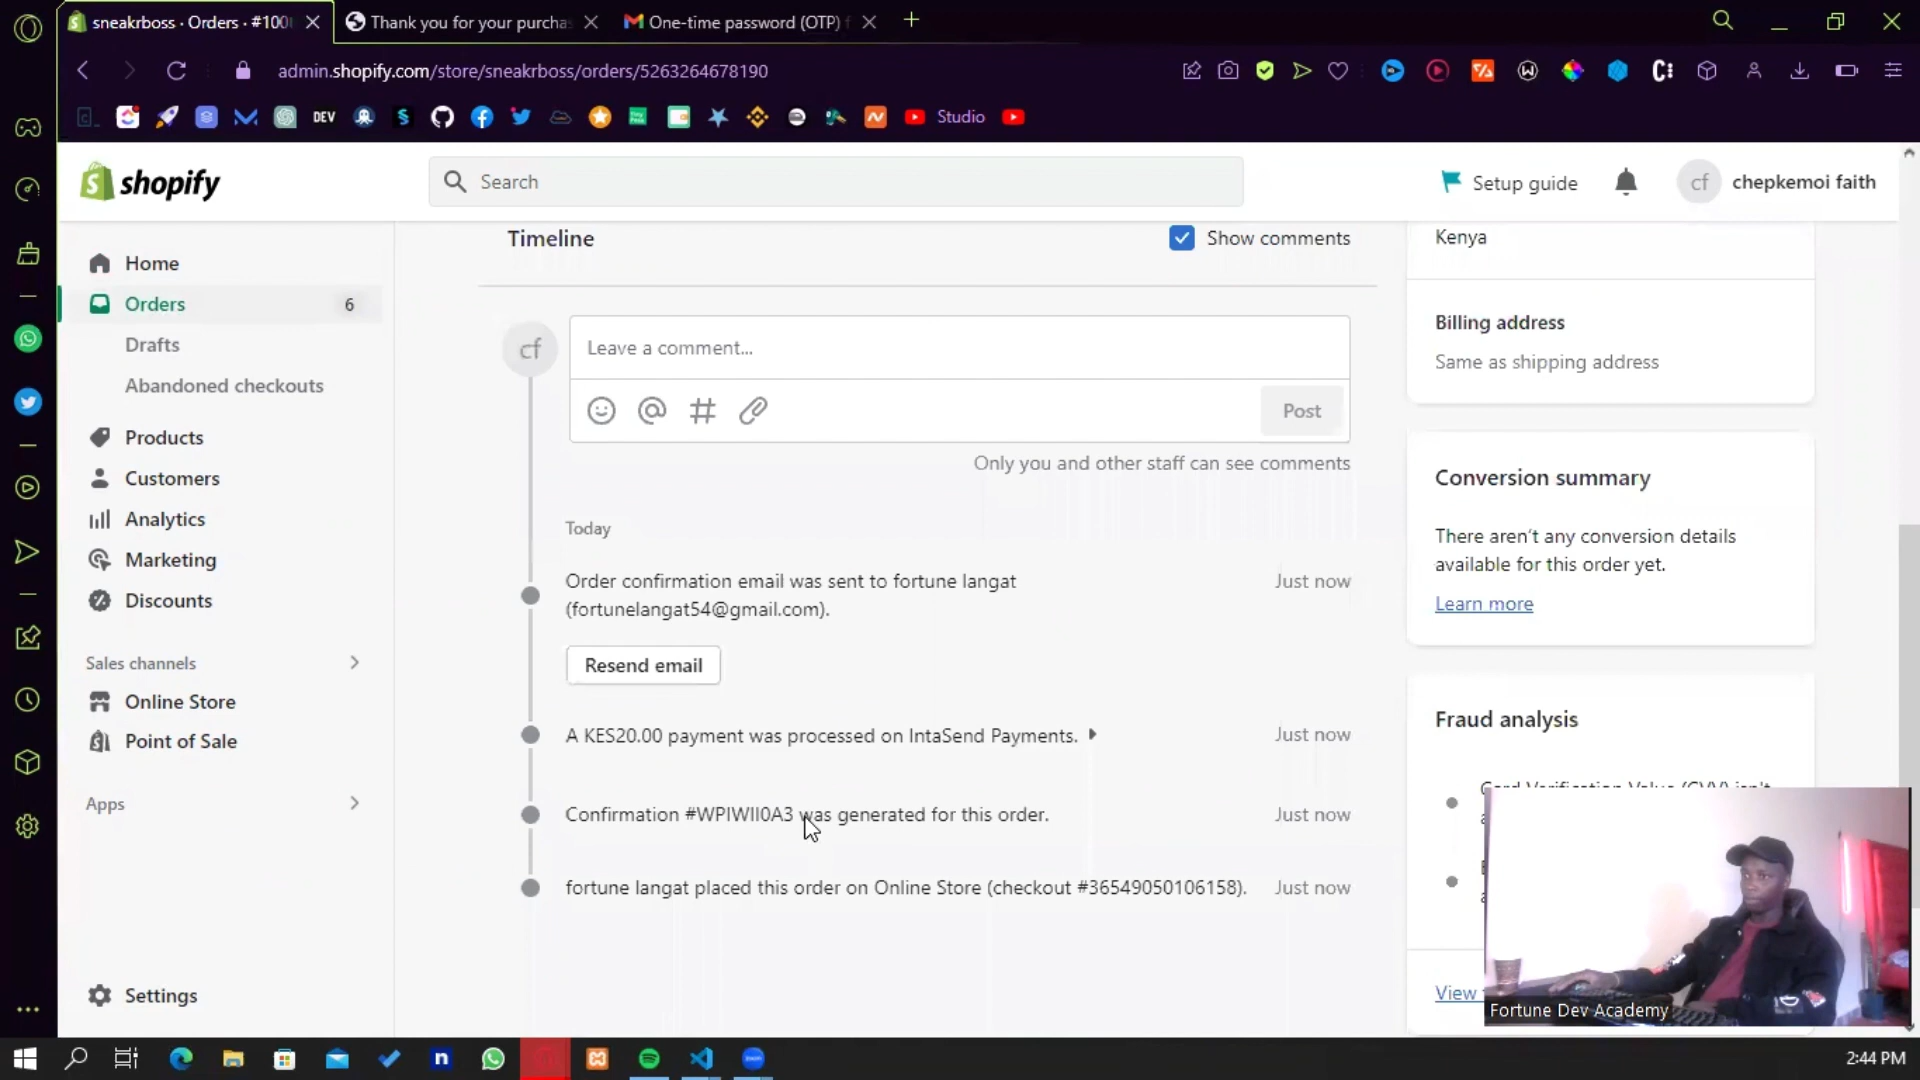 sneakrboss · Orders · #100
Thank you for your purcha
One-time password (OTP) f
admin.shopify.com/store/sneakrboss/orders/5263264678190
DEV
Studio
shopify
Search
Setup guide
cf
chepkemoi faith
Home
Orders
6
Drafts
Abandoned checkouts
Products
Customers
Analytics
Marketing
Discounts
Sales channels
Online Store
Point of Sale
Apps
Settings
Timeline
Show comments
cf
Leave a comment...
Post
Only you and other staff can see comments
Today
Order confirmation email was sent to fortune langat
(fortunelangat54@gmail.com).
Just now
Resend email
A KES20.00 payment was processed on IntaSend Payments.
Just now
Confirmation #WPIWII0A3 was generated for this order.
Just now
fortune langat placed this order on Online Store (checkout #36549050106158).
Just now
Kenya
Billing address
Same as shipping address
Conversion summary
There aren't any conversion details
available for this order yet.
Learn more
Fraud analysis
Card Verification Value (CVV) isn't
View
Fortune Dev Academy
2:44 PM